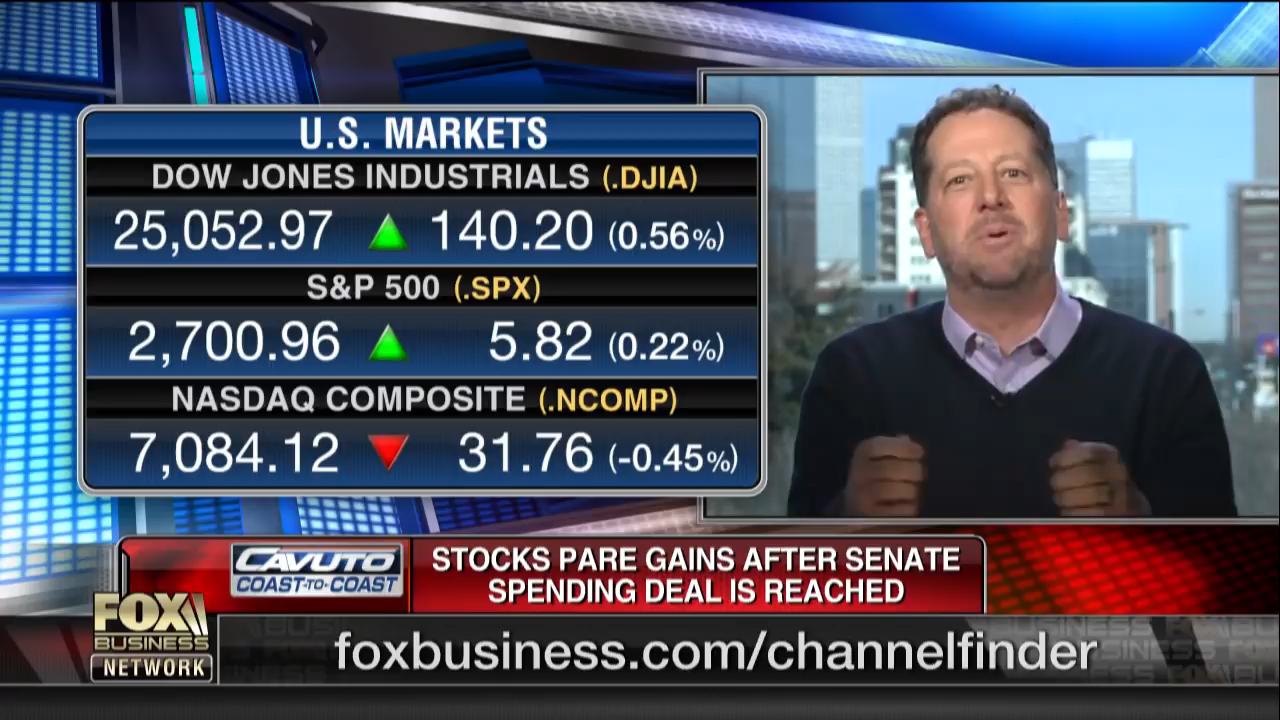 U.S. MARKETS
DOW JONES INDUSTRIALS (.DJIA)
25,052.97 ▲ 140.20 (0.56%)
S&P 500 (.SPX)
2,700.96 ▲ 5.82 (0.22%)
NASDAQ COMPOSITE (.NCOMP)
7,084.12 ▼ 31.76 (-0.45%)
CAVUTO
COAST-TO-COAST
STOCKS PARE GAINS AFTER SENATE
SPENDING DEAL IS REACHED
FOX
BUSINESS
NETWORK
foxbusiness.com/channelfinder